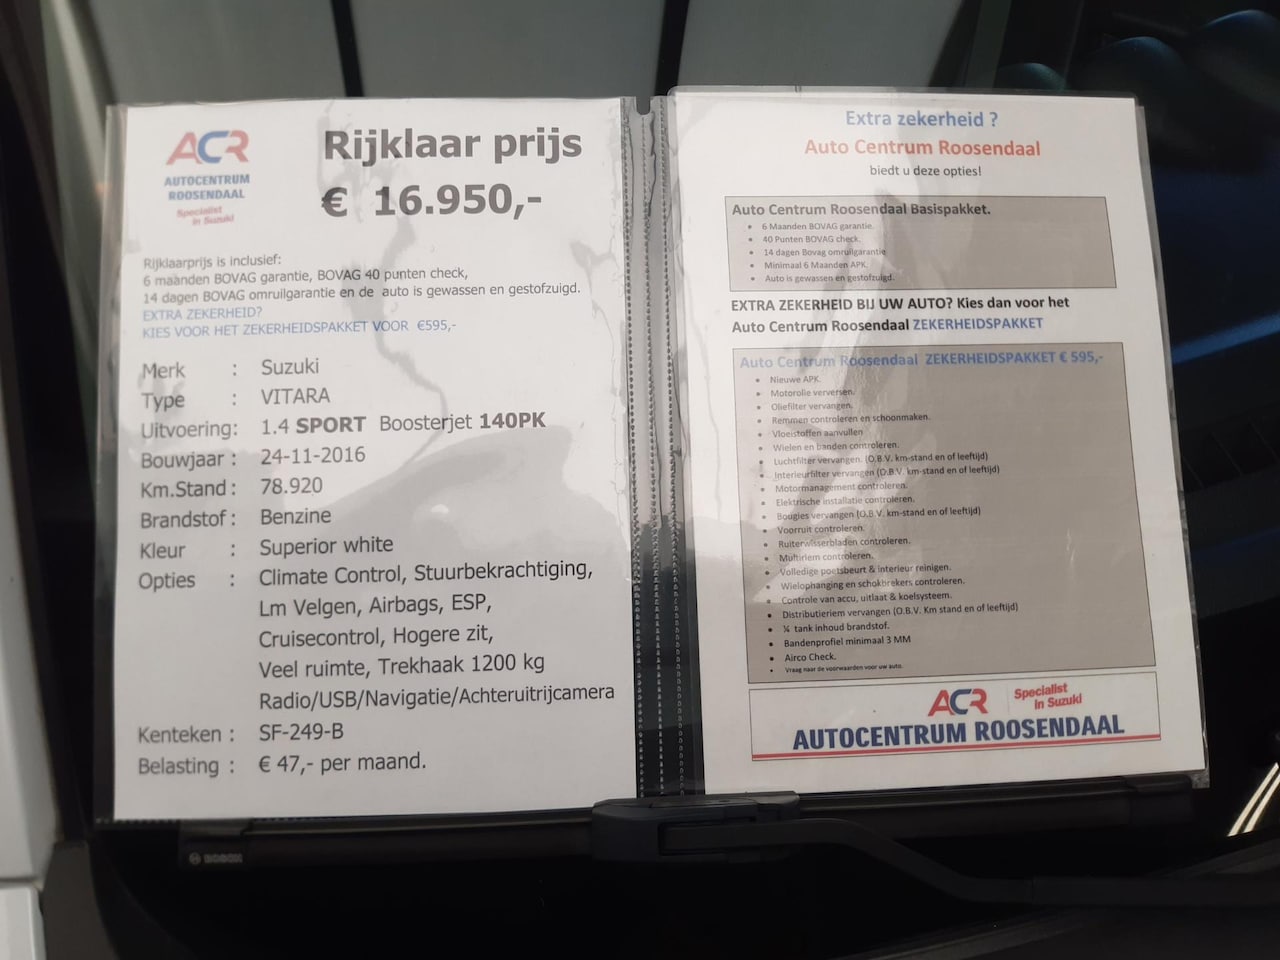 ACR
AUTOCENTRUM
ROOSENDAAL
Specialist
in Suzuki
Rijklaar prijs
€ 16.950,-
Rijklaarprijs is inclusief:
6 maanden BOVAG garantie, BOVAG 40 punten check,
14 dagen BOVAG omruilgarantie en de auto is gewassen en gestofzuigd.
EXTRA ZEKERHEID?
KIES VOOR HET ZEKERHEIDSPAKKET VOOR €595,-
Merk : Suzuki
Type : VITARA
Uitvoering: 1.4 SPORT Boosterjet 140PK
Bouwjaar : 24-11-2016
Km.Stand : 78.920
Brandstof : Benzine
Kleur : Superior white
Opties : Climate Control, Stuurbekrachtiging,
Lm Velgen, Airbags, ESP,
Cruisecontrol, Hogere zit,
Veel ruimte, Trekhaak 1200 kg
Radio/USB/Navigatie/Achteruitrijcamera
Kenteken : SF-249-B
Belasting : € 47,- per maand.
Extra zekerheid ?
Auto Centrum Roosendaal
biedt u deze opties!
Auto Centrum Roosendaal Basispakket.
• 6 Maanden BOVAG garantie.
• 40 Punten BOVAG check.
• 14 dagen Bovag omruilgarantie
• Minimaal 6 Maanden APK.
• Auto is gewassen en gestofzuigd.
EXTRA ZEKERHEID BIJ UW AUTO? Kies dan voor het
Auto Centrum Roosendaal ZEKERHEIDSPAKKET
Auto Centrum Roosendaal ZEKERHEIDSPAKKET € 595,-
• Nieuwe APK.
• Motorolie verversen.
• Oliefilter vervangen.
• Remmen controleren en schoonmaken.
• Vloeistoffen aanvullen
• Wielen en banden controleren.
• Luchtfilter vervangen. (O.B.V. km-stand en of leeftijd)
• Interieurfilter vervangen (O.B.V. km-stand en of leeftijd)
• Motormanagement controleren.
• Elektrische installatie controleren.
• Bougies vervangen (O.B.V. km-stand en of leeftijd)
• Voorruit controleren.
• Ruiterwisserbladen controleren.
• Multiriem controleren.
• Volledige poetsbeurt & interieur reinigen.
• Wielophanging en schokbrekers controleren.
• Controle van accu, uitlaat & koelsysteem.
• Distributieriem vervangen (O.B.V. Km stand en of leeftijd)
• ¼ tank inhoud brandstof.
• Bandenprofiel minimaal 3 MM
• Airco Check.
• Vraag naar de voorwaarden voor uw auto.
ACR
Specialist
in Suzuki
AUTOCENTRUM ROOSENDAAL
BOSCH